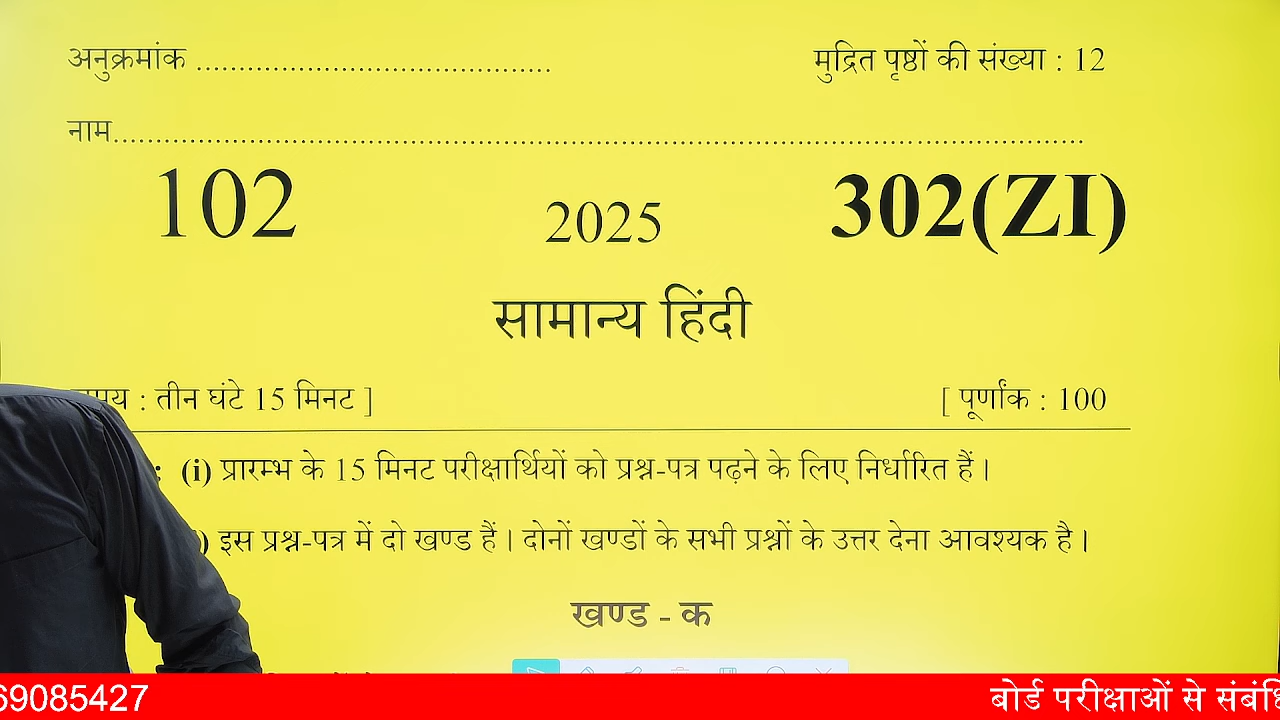 अनुक्रमांक .......................................... मुद्रित पृष्ठों की संख्या : 12
नाम....................................................................................................................
102 2025 302(ZI)
सामान्य हिंदी
: तीन घंटे 15 मिनट ] [ पूर्णांक : 100
: (i) प्रारम्भ के 15 मिनट परीक्षार्थियों को प्रश्न-पत्र पढ़ने के लिए निर्धारित हैं।
) इस प्रश्न-पत्र में दो खण्ड हैं। दोनों खण्डों के सभी प्रश्नों के उत्तर देना आवश्यक है।
खण्ड - क
69085427 बोर्ड परीक्षाओं से